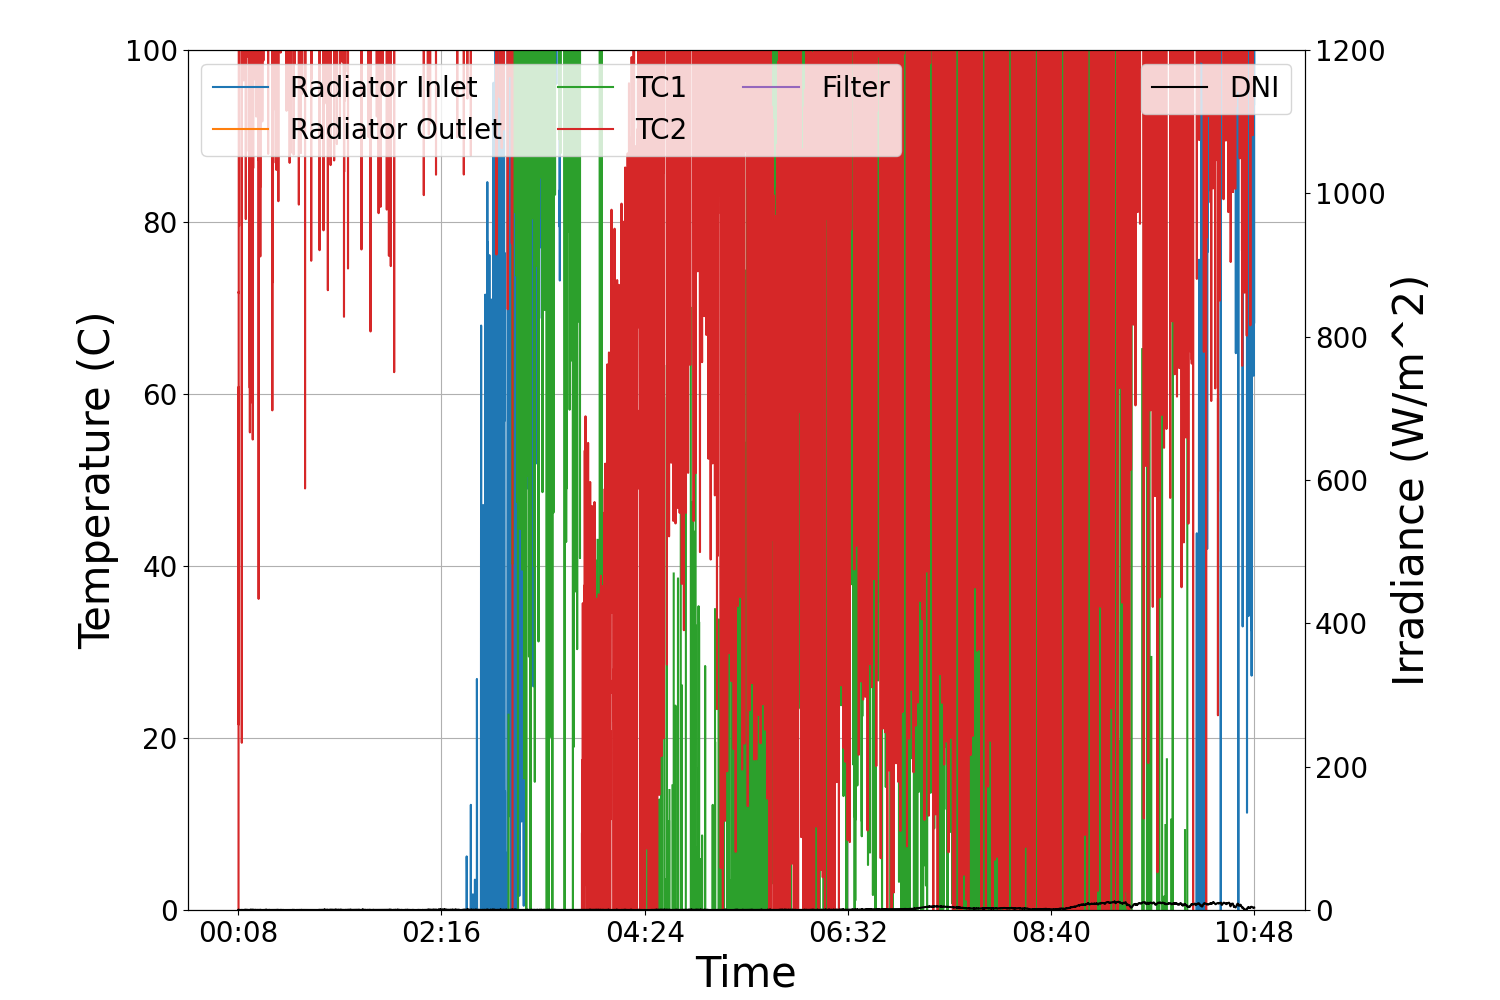 100
80
60
40
20
0
Temperature (C)
Radiator Inlet
Radiator Outlet
TC1
TC2
Filter
DNI
1200
1000
800
600
400
200
0
Irradiance (W/m^2)
00:08
02:16
04:24
06:32
08:40
10:48
Time